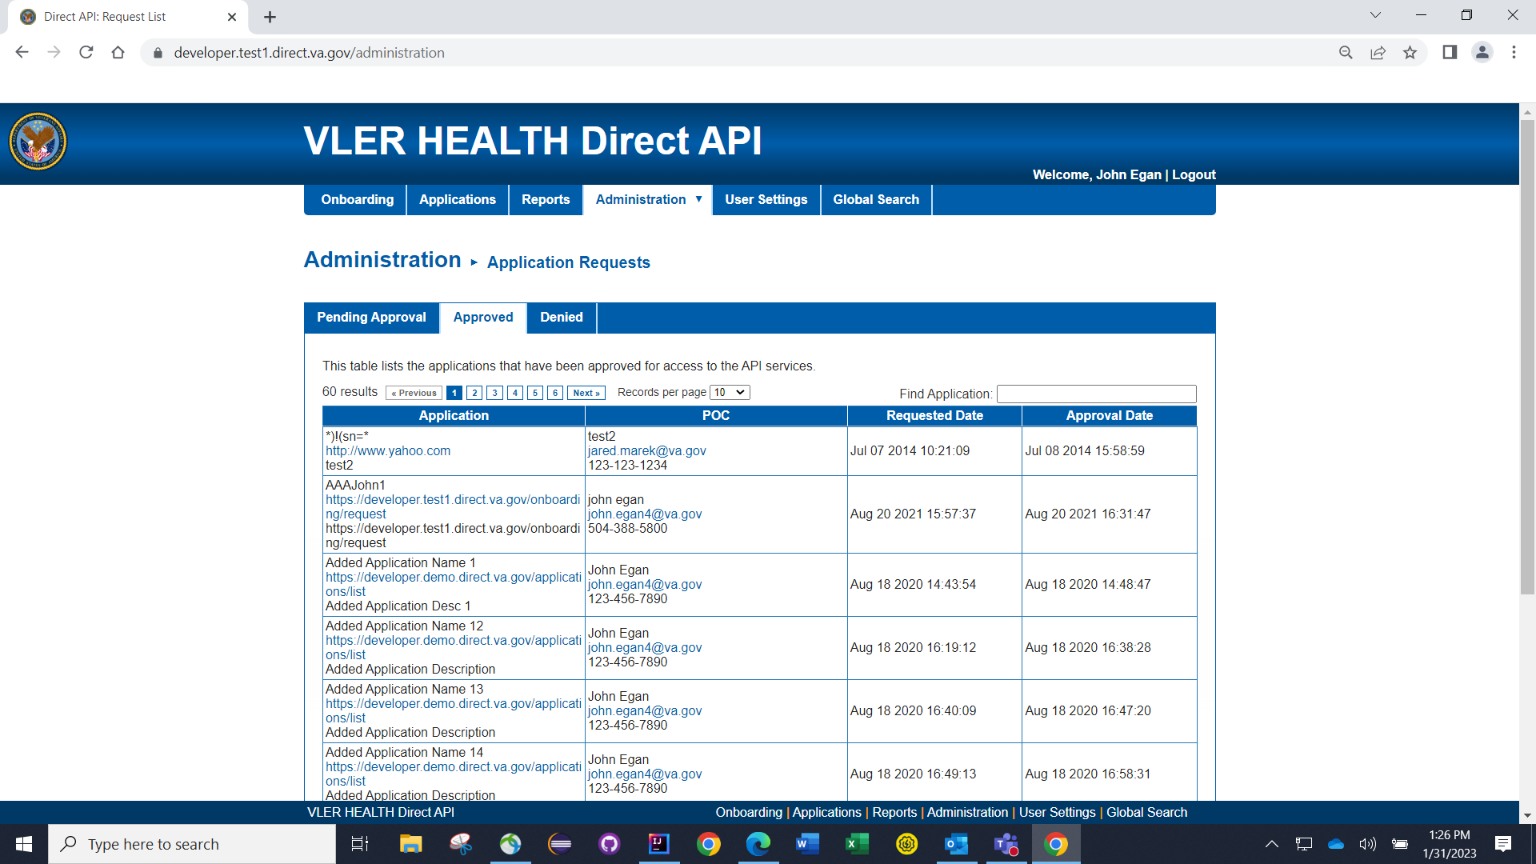 Direct API: Request List
developer.test1.direct.va.gov/administration
VLER HEALTH Direct API
Welcome, John Egan | Logout
Onboarding Applications Reports Administration ▼ User Settings Global Search
Administration ▸ Application Requests
Pending Approval Approved Denied
This table lists the applications that have been approved for access to the API services.
60 results « Previous 1 2 3 4 5 6 Next » Records per page 10 Find Application:
Application POC Requested Date Approval Date
*)!(sn=*
http://www.yahoo.com
test2
test2
jared.marek@va.gov
123-123-1234
Jul 07 2014 10:21:09
Jul 08 2014 15:58:59
AAAJohn1
https://developer.test1.direct.va.gov/onboardi
ng/request
https://developer.test1.direct.va.gov/onboardi
ng/request
john egan
john.egan4@va.gov
504-388-5800
Aug 20 2021 15:57:37
Aug 20 2021 16:31:47
Added Application Name 1
https://developer.demo.direct.va.gov/applicati
ons/list
Added Application Desc 1
John Egan
john.egan4@va.gov
123-456-7890
Aug 18 2020 14:43:54
Aug 18 2020 14:48:47
Added Application Name 12
https://developer.demo.direct.va.gov/applicati
ons/list
Added Application Description
John Egan
john.egan4@va.gov
123-456-7890
Aug 18 2020 16:19:12
Aug 18 2020 16:38:28
Added Application Name 13
https://developer.demo.direct.va.gov/applicati
ons/list
Added Application Description
John Egan
john.egan4@va.gov
123-456-7890
Aug 18 2020 16:40:09
Aug 18 2020 16:47:20
Added Application Name 14
https://developer.demo.direct.va.gov/applicati
ons/list
Added Application Description
John Egan
john.egan4@va.gov
123-456-7890
Aug 18 2020 16:49:13
Aug 18 2020 16:58:31
VLER HEALTH Direct API
Onboarding | Applications | Reports | Administration | User Settings | Global Search
Type here to search
1:26 PM
1/31/2023